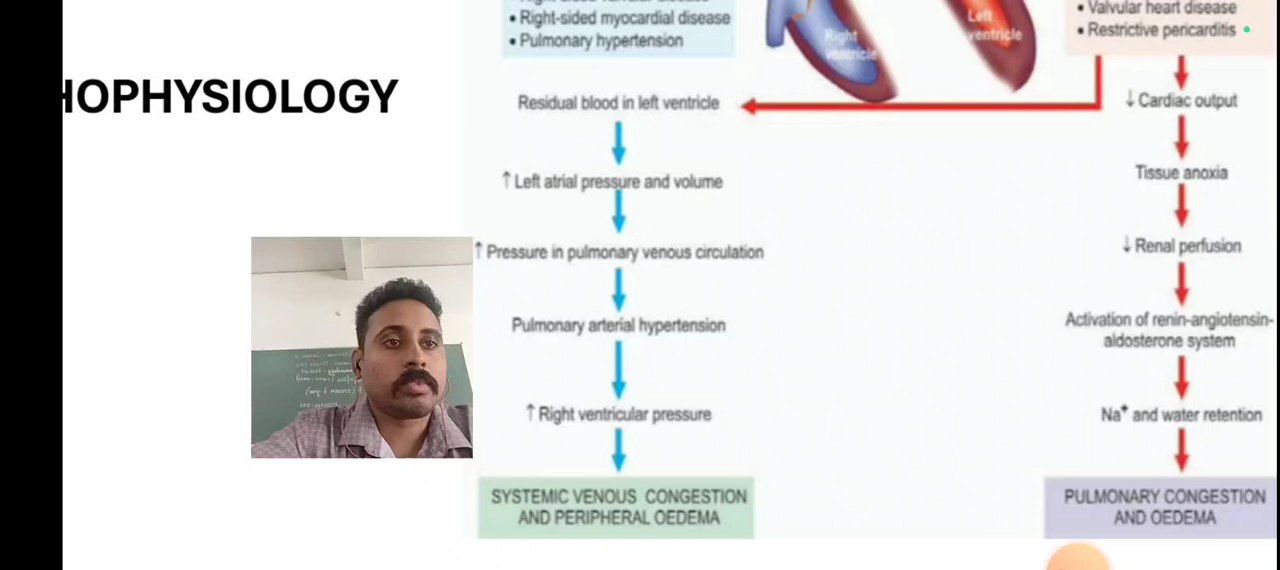 HOPHYSIOLOGY
• Right-sided myocardial disease
• Pulmonary hypertension
Right
ventricle
Left
ventricle
• Valvular heart disease
• Restrictive pericarditis
Residual blood in left ventricle
↑ Left atrial pressure and volume
↑ Pressure in pulmonary venous circulation
Pulmonary arterial hypertension
↑ Right ventricular pressure
SYSTEMIC VENOUS CONGESTION
AND PERIPHERAL OEDEMA
↓ Cardiac output
Tissue anoxia
↓ Renal perfusion
Activation of renin-angiotensin-
aldosterone system
Na⁺ and water retention
PULMONARY CONGESTION
AND OEDEMA